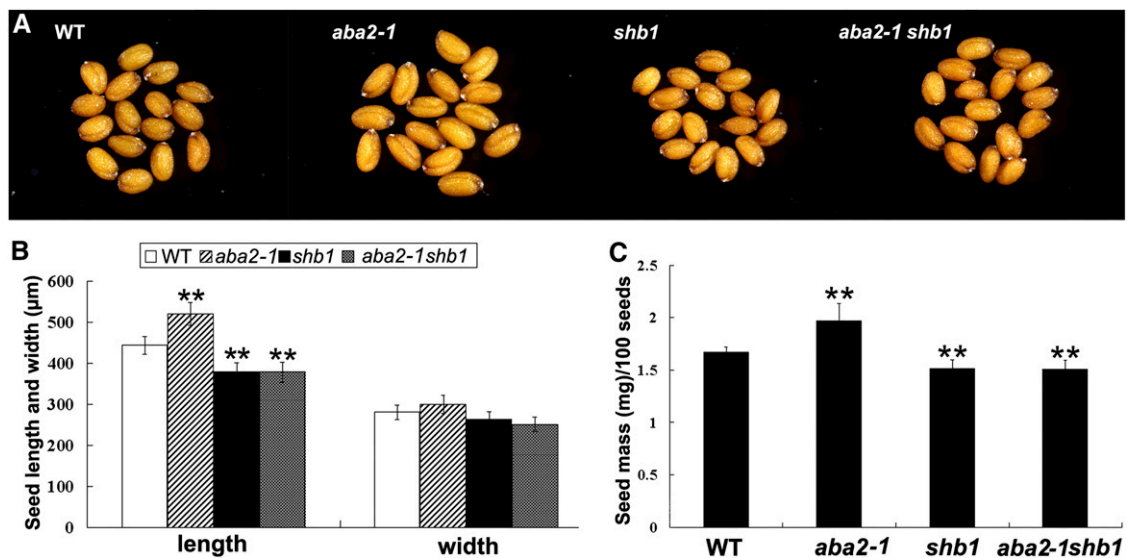 A
WT
aba2-1
shb1
aba2-1 shb1
B
WT aba2-1 shb1 aba2-1shb1
Seed length and width (µm)
600
500
400
300
200
100
0
**
**
**
length
width
C
Seed mass (mg)/100 seeds
2.5
2
1.5
1
0.5
0
**
**
**
WT
aba2-1
shb1
aba2-1shb1